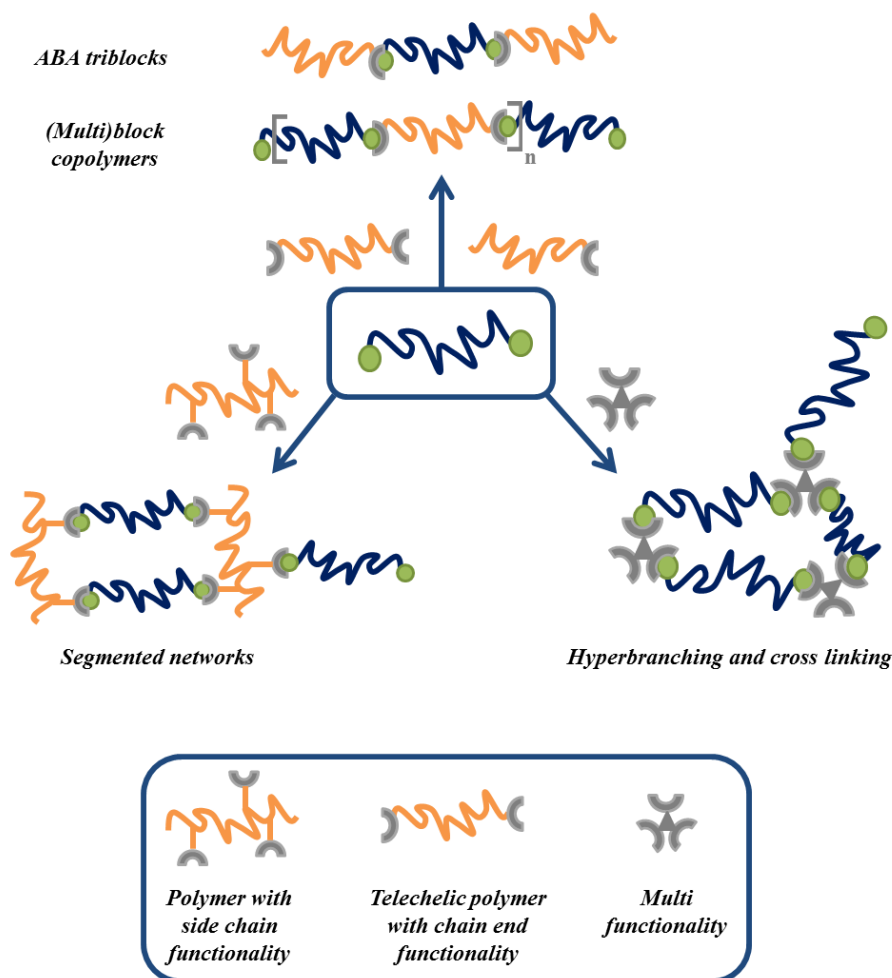 ABA triblocks
(Multi)block
copolymers
n
Segmented networks
Hyperbranching and cross linking
Polymer with
side chain
functionality
Telechelic polymer
with chain end
functionality
Multi
functionality